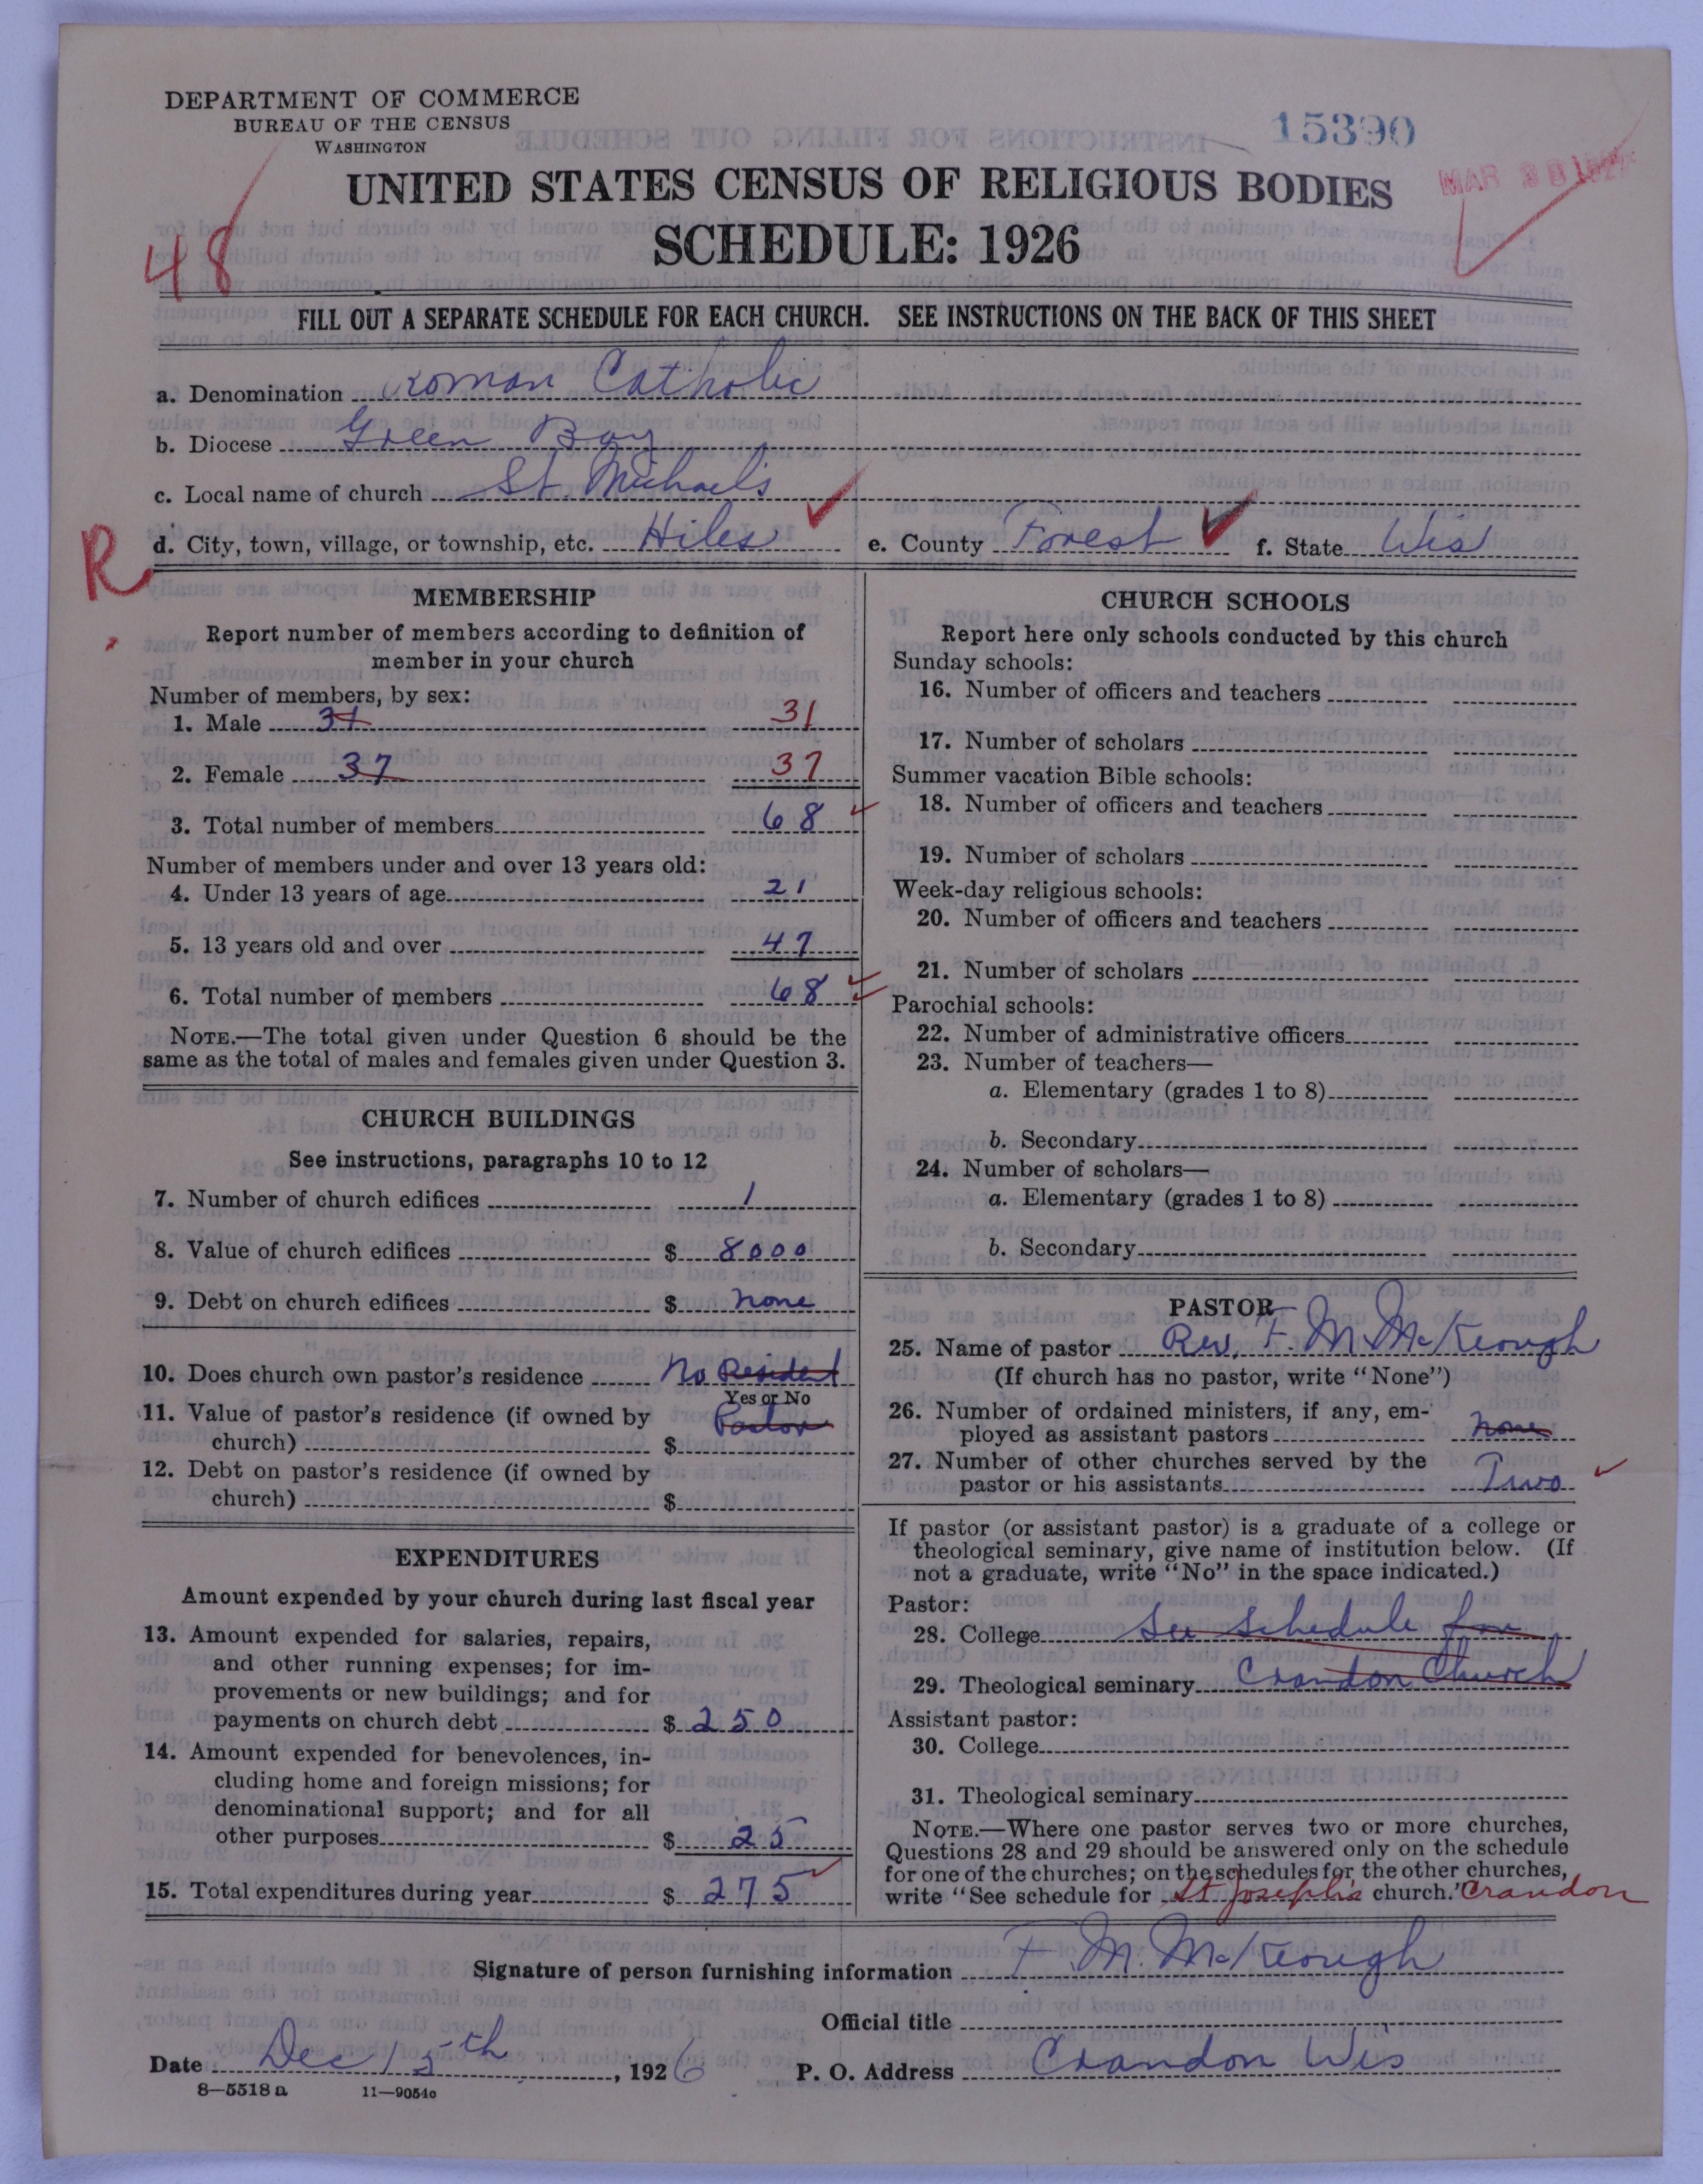 DEPARTMENT OF COMMERCE
BUREAU OF THE CENSUS
WASHINGTON
15390
UNITED STATES CENSUS OF RELIGIOUS BODIES
MAR
SCHEDULE: 1926
48
FILL OUT A SEPARATE SCHEDULE FOR EACH CHURCH. SEE INSTRUCTIONS ON THE BACK OF THIS SHEET
a. Denomination Roman Catholic
b. Diocese Green Bay
c. Local name of church St. Michaels
d. City, town, village, or township, etc. Hiles e. County Forest f. State Wis
R
MEMBERSHIP
Report number of members according to definition of
member in your church
Number of members, by sex:
1. Male 31 31
2. Female 37 37
3. Total number of members 68
Number of members under and over 13 years old:
4. Under 13 years of age 21
5. 13 years old and over 47
6. Total number of members 68
NOTE.—The total given under Question 6 should be the
same as the total of males and females given under Question 3.
CHURCH BUILDINGS
See instructions, paragraphs 10 to 12
7. Number of church edifices 1
8. Value of church edifices $ 8000
9. Debt on church edifices $ none
10. Does church own pastor's residence No Resident
Yes or No
11. Value of pastor's residence (if owned by Pastor
church) $
12. Debt on pastor's residence (if owned by
church) $
EXPENDITURES
Amount expended by your church during last fiscal year
13. Amount expended for salaries, repairs,
and other running expenses; for im-
provements or new buildings; and for
payments on church debt $ 250
14. Amount expended for benevolences, in-
cluding home and foreign missions; for
denominational support; and for all
other purposes $ 25
15. Total expenditures during year $ 275
CHURCH SCHOOLS
Report here only schools conducted by this church
Sunday schools:
16. Number of officers and teachers
17. Number of scholars
Summer vacation Bible schools:
18. Number of officers and teachers
19. Number of scholars
Week-day religious schools:
20. Number of officers and teachers
21. Number of scholars
Parochial schools:
22. Number of administrative officers
23. Number of teachers—
a. Elementary (grades 1 to 8)
b. Secondary
24. Number of scholars—
a. Elementary (grades 1 to 8)
b. Secondary
PASTOR
25. Name of pastor Rev. F. M. McKeough
(If church has no pastor, write "None")
26. Number of ordained ministers, if any, em-
ployed as assistant pastors none
27. Number of other churches served by the
pastor or his assistants Two
If pastor (or assistant pastor) is a graduate of a college or
theological seminary, give name of institution below. (If
not a graduate, write "No" in the space indicated.)
Pastor:
28. College See Schedule for
29. Theological seminary Crandon Church
Assistant pastor:
30. College
31. Theological seminary
NOTE.—Where one pastor serves two or more churches,
Questions 28 and 29 should be answered only on the schedule
for one of the churches; on the schedules for the other churches,
write "See schedule for St Joseph's church." Crandon
Signature of person furnishing information F. M. McKeough
Official title
Date Dec 15th, 1926 P. O. Address Crandon Wis
8—5518 a 11—9054c